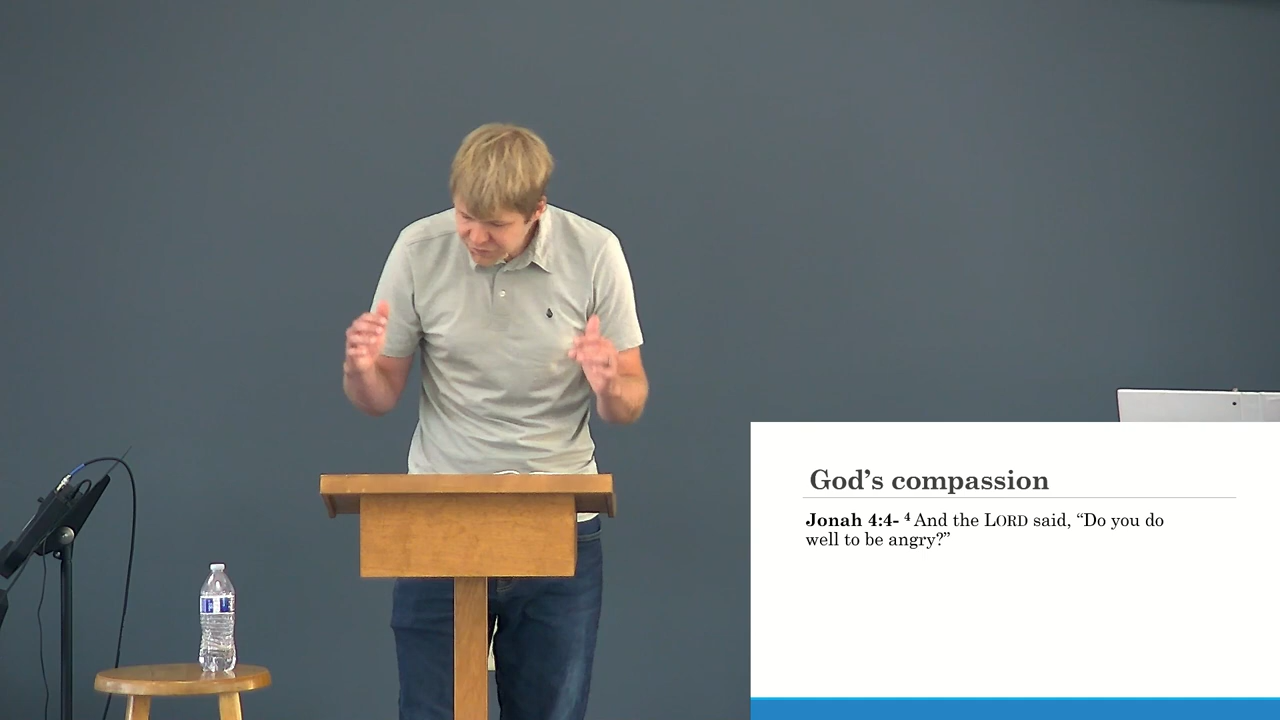 God’s compassion
Jonah 4:4- ⁴ And the LORD said, “Do you do
well to be angry?”